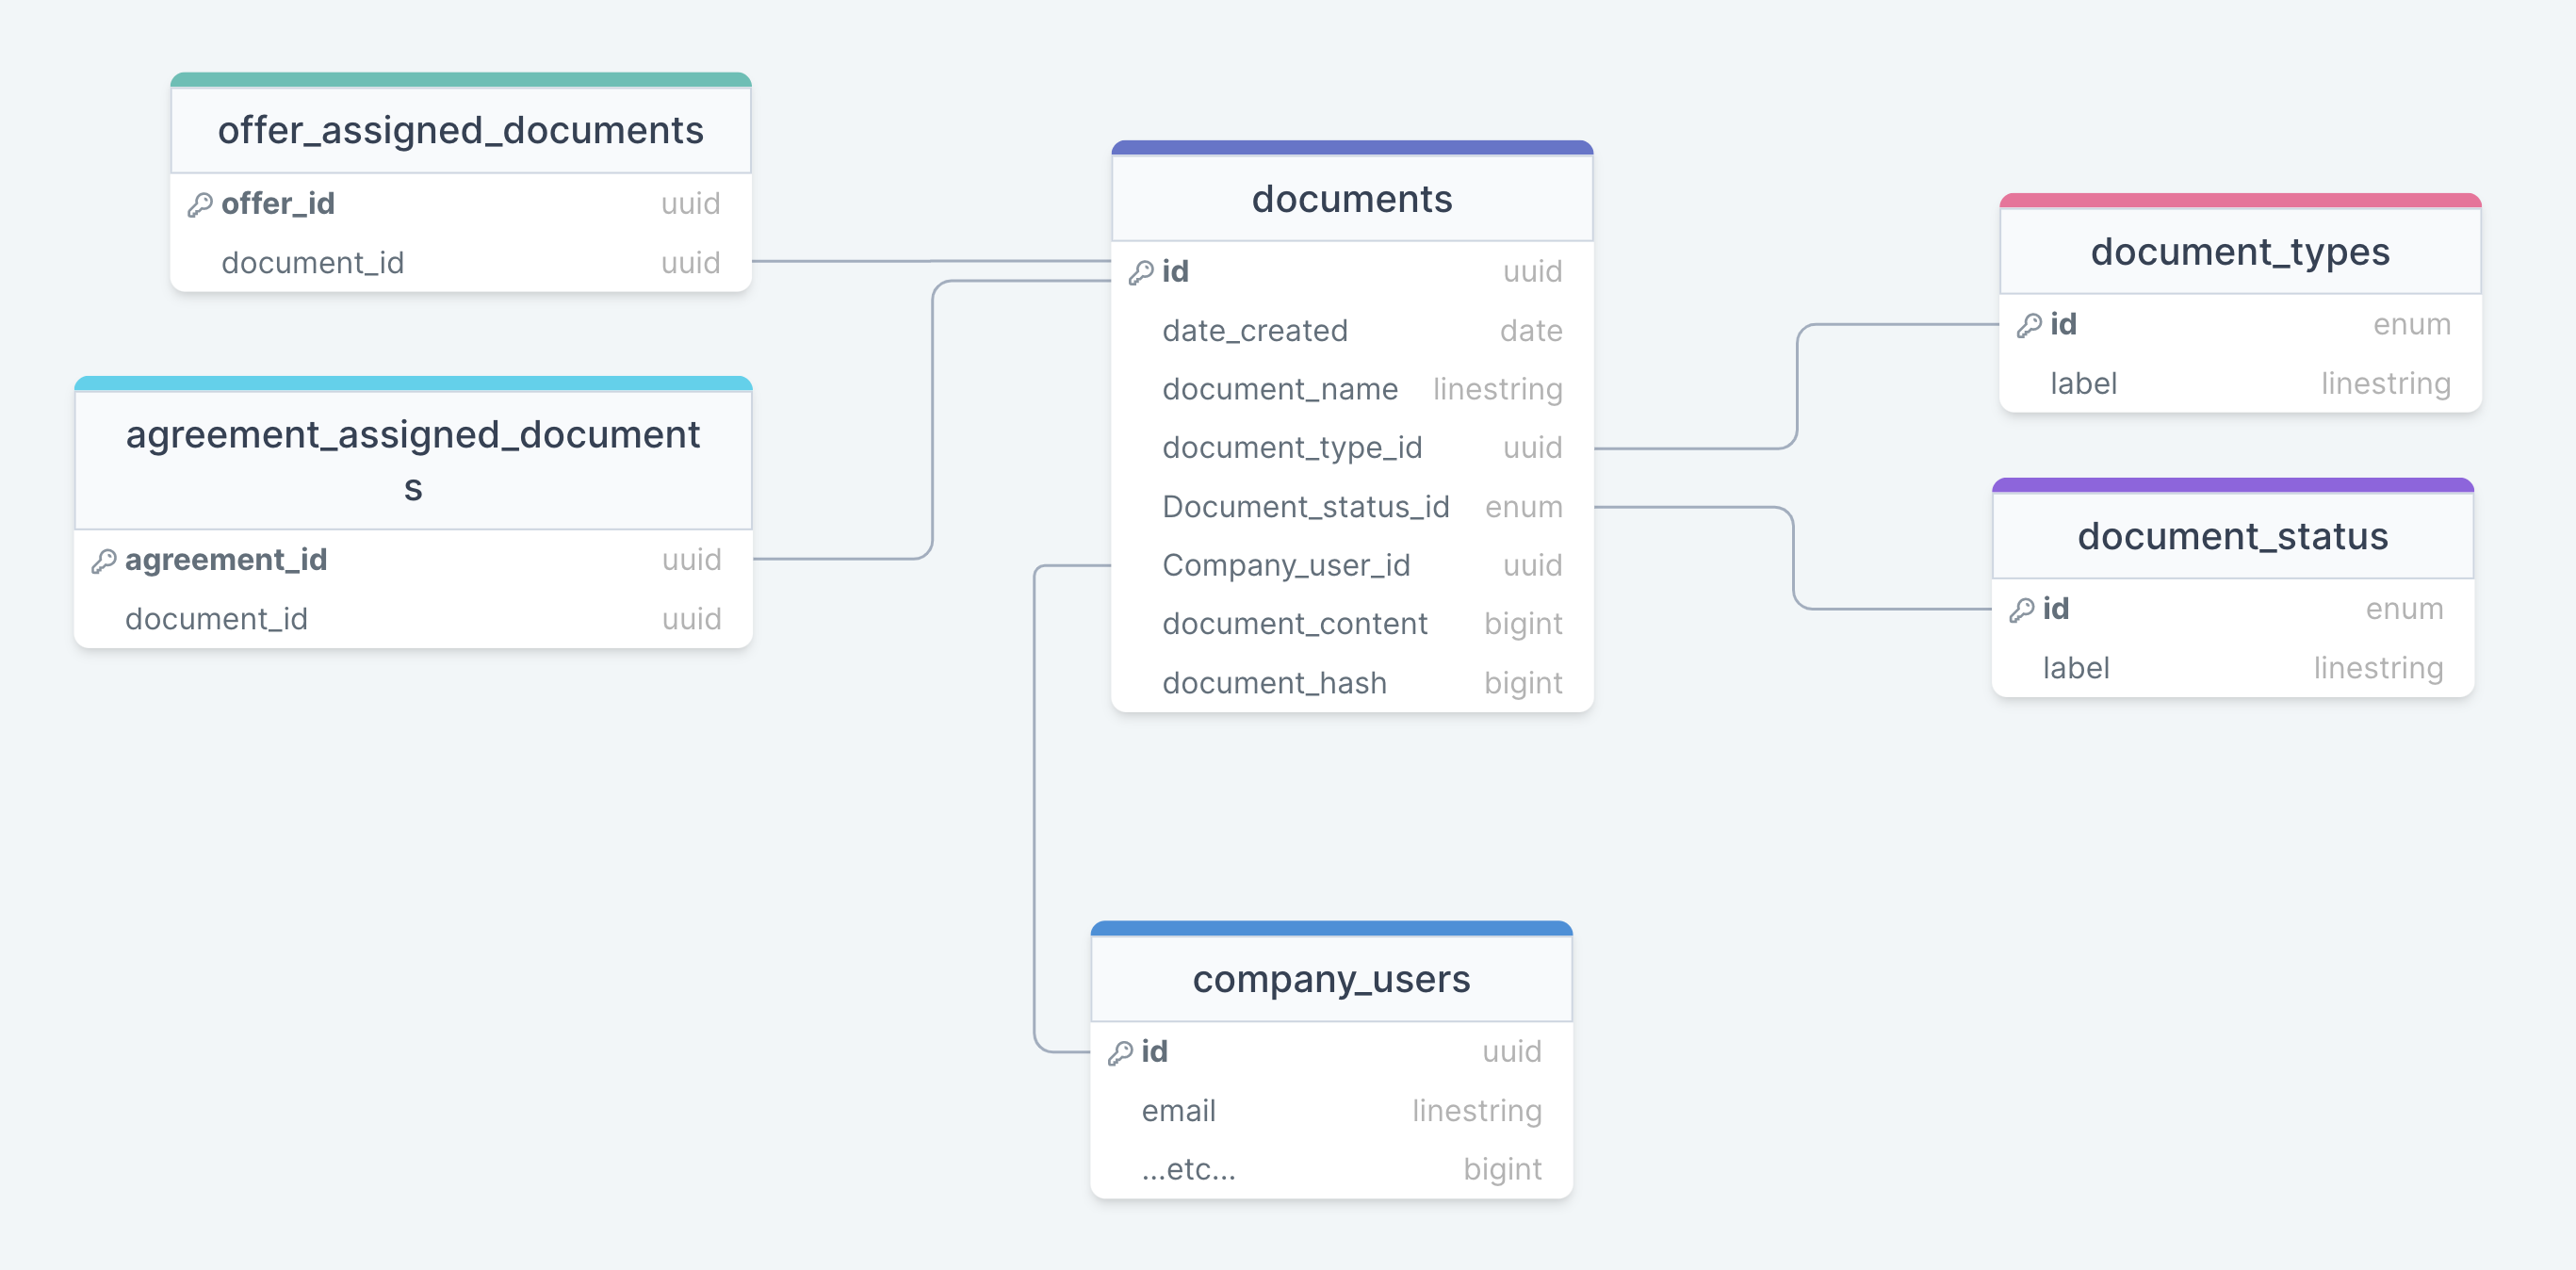 offer_assigned_documents
offer_id uuid
document_id uuid
agreement_assigned_document
s
agreement_id uuid
document_id uuid
documents
id uuid
date_created date
document_name linestring
document_type_id uuid
Document_status_id enum
Company_user_id uuid
document_content bigint
document_hash bigint
document_types
id enum
label linestring
document_status
id enum
label linestring
company_users
id uuid
email linestring
...etc... bigint